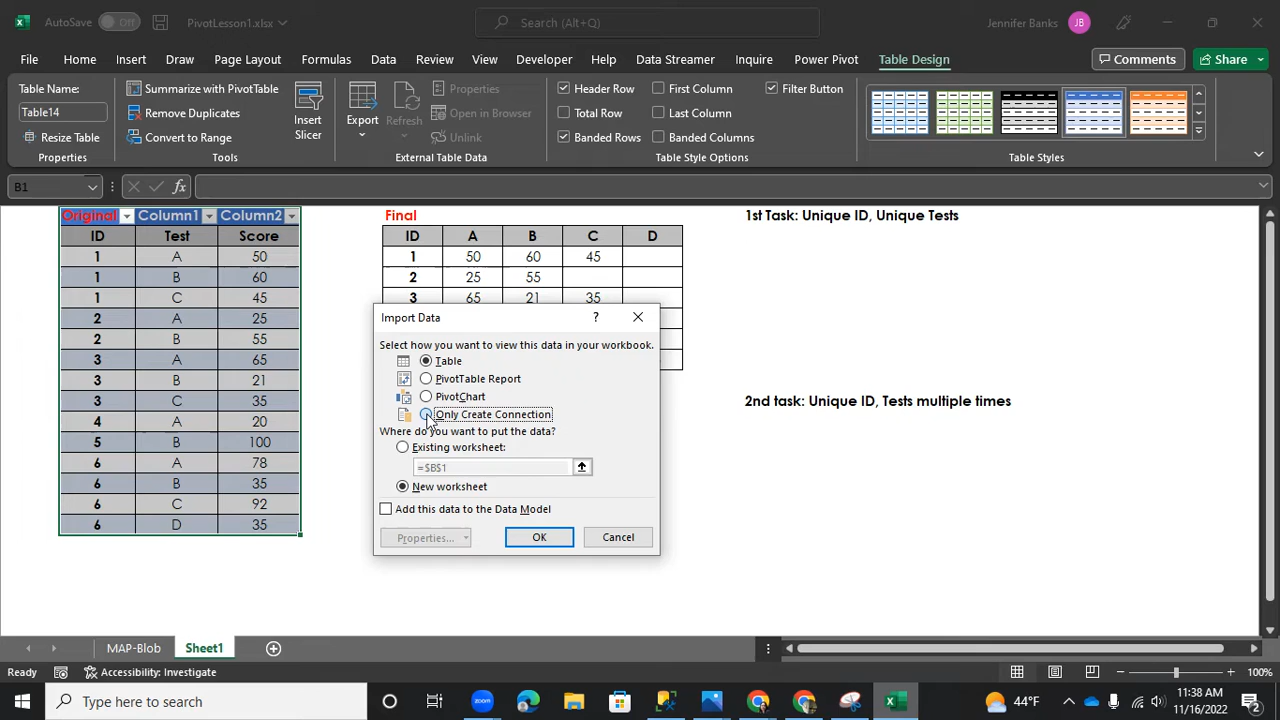 AutoSave Off PivotLesson1.xlsx Search (Alt+Q) Jennifer Banks JB
File Home Insert Draw Page Layout Formulas Data Review View Developer Help Data Streamer Inquire Power Pivot Table Design Comments Share
Table Name:
Table14
Resize Table
Properties
Summarize with PivotTable
Remove Duplicates
Convert to Range
Tools
Insert
Slicer
Export
Refresh
Properties
Open in Browser
Unlink
External Table Data
Header Row
Total Row
Banded Rows
First Column
Last Column
Banded Columns
Filter Button
Table Style Options
Table Styles
B1 fx
Original Column1 Column2
ID Test Score
1 A 50
1 B 60
1 C 45
2 A 25
2 B 55
3 A 65
3 B 21
3 C 35
4 A 20
5 B 100
6 A 78
6 B 35
6 C 92
6 D 35
Final
ID A B C D
1 50 60 45
2 25 55
3 65 21 35
1st Task: Unique ID, Unique Tests
2nd task: Unique ID, Tests multiple times
Import Data ?
Select how you want to view this data in your workbook.
Table
PivotTable Report
PivotChart
Only Create Connection
Where do you want to put the data?
Existing worksheet:
=$B$1
New worksheet
Add this data to the Data Model
Properties... OK Cancel
MAP-Blob Sheet1
Ready Accessibility: Investigate 100%
Type here to search zoom 44°F 11:38 AM
11/16/2022 2